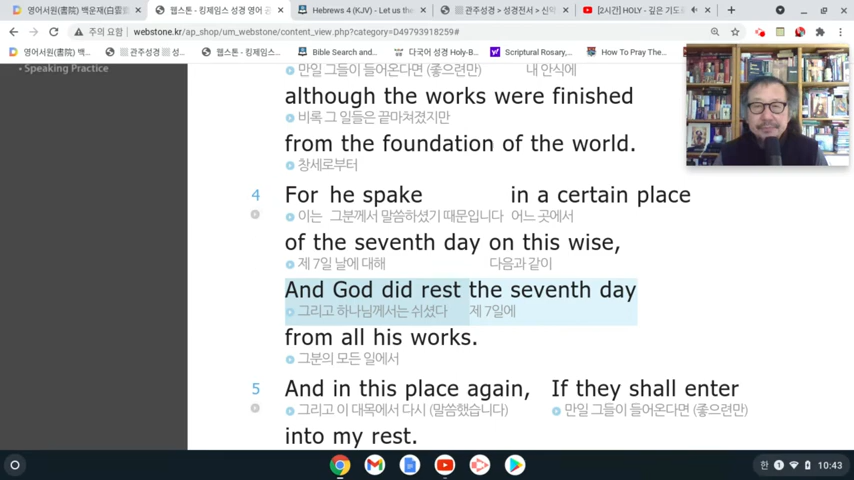 영어서원(書院) 백운재(白雲
웹스톤 - 킹제임스 성경 영어 공
Hebrews 4 (KJV) - Let us the
관주성경 > 성경전서 > 신약
[2시간] HOLY - 깊은 기도
주의 요함
webstone.kr/ap_shop/um_webstone/content_view.php?category=D49793918259#
영어서원(書院) 백운재(白雲
관주성경 성
웹스톤 - 킹제임스 성
Bible Search and...
다국어 성경 Holy-B...
Scriptural Rosary,...
How To Pray The...
• Speaking Practice
만일 그들이 들어온다면 (좋으련만) 내 안식에
although the works were finished
비록 그 일들은 끝마쳐졌지만
from the foundation of the world.
창세로부터
4 For he spake in a certain place
이는 그분께서 말씀하셨기 때문입니다 어느 곳에서
of the seventh day on this wise,
제 7일 날에 대해 다음과 같이
And God did rest the seventh day
그리고 하나님께서는 쉬셨다 제 7일에
from all his works.
그분의 모든 일에서
5 And in this place again, If they shall enter
그리고 이 대목에서 다시 (말씀했습니다) 만일 그들이 들어온다면 (좋으련만)
into my rest.
한 1 10:43